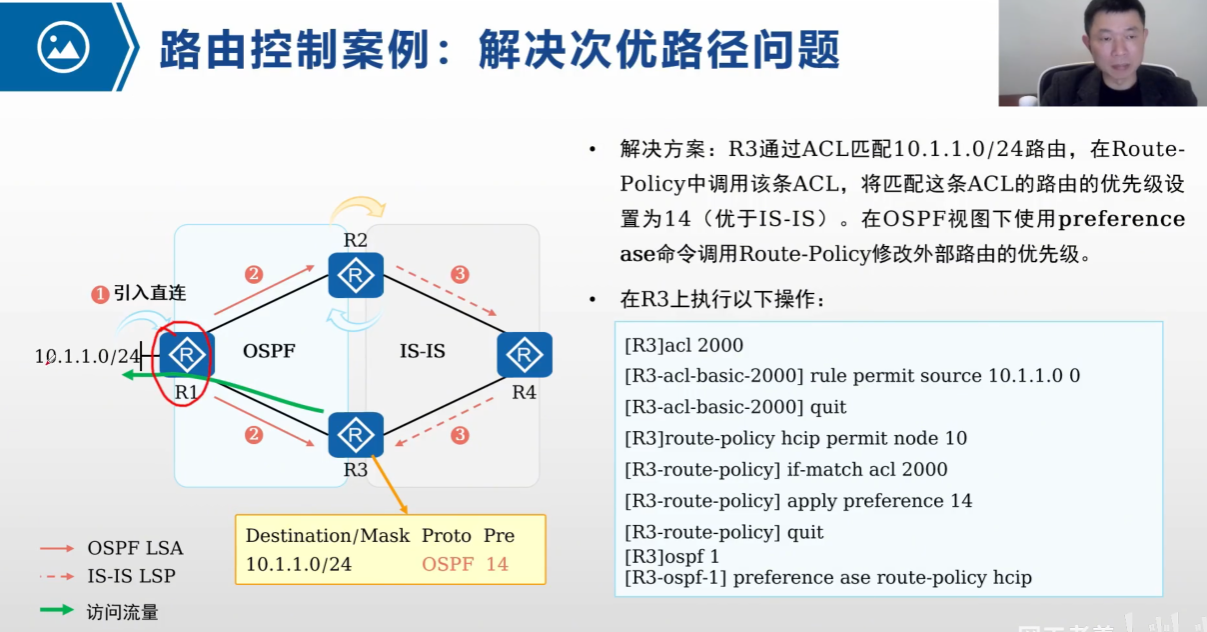 路由控制案例：解决次优路径问题
• 解决方案：R3通过ACL匹配10.1.1.0/24路由，在Route-
Policy中调用该条ACL，将匹配这条ACL的路由的优先级设
置为14（优于IS-IS）。在OSPF视图下使用preference
ase命令调用Route-Policy修改外部路由的优先级。
• 在R3上执行以下操作：
[R3]acl 2000
[R3-acl-basic-2000] rule permit source 10.1.1.0 0
[R3-acl-basic-2000] quit
[R3]route-policy hcip permit node 10
[R3-route-policy] if-match acl 2000
[R3-route-policy] apply preference 14
[R3-route-policy] quit
[R3]ospf 1
[R3-ospf-1] preference ase route-policy hcip
R2
R
2
3
1 引入直连
10.1.1.0/24
R
R1
OSPF
IS-IS
R
R4
2
3
R
R3
Destination/Mask Proto Pre
10.1.1.0/24 OSPF 14
OSPF LSA
IS-IS LSP
访问流量